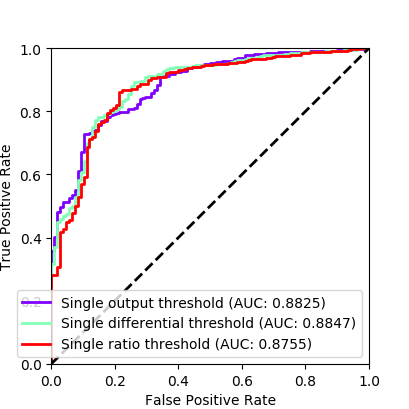 1.0
0.8
0.6
0.4
0.2
0.0
True Positive Rate
Single output threshold (AUC: 0.8825)
Single differential threshold (AUC: 0.8847)
Single ratio threshold (AUC: 0.8755)
0.0 0.2 0.4 0.6 0.8 1.0
False Positive Rate